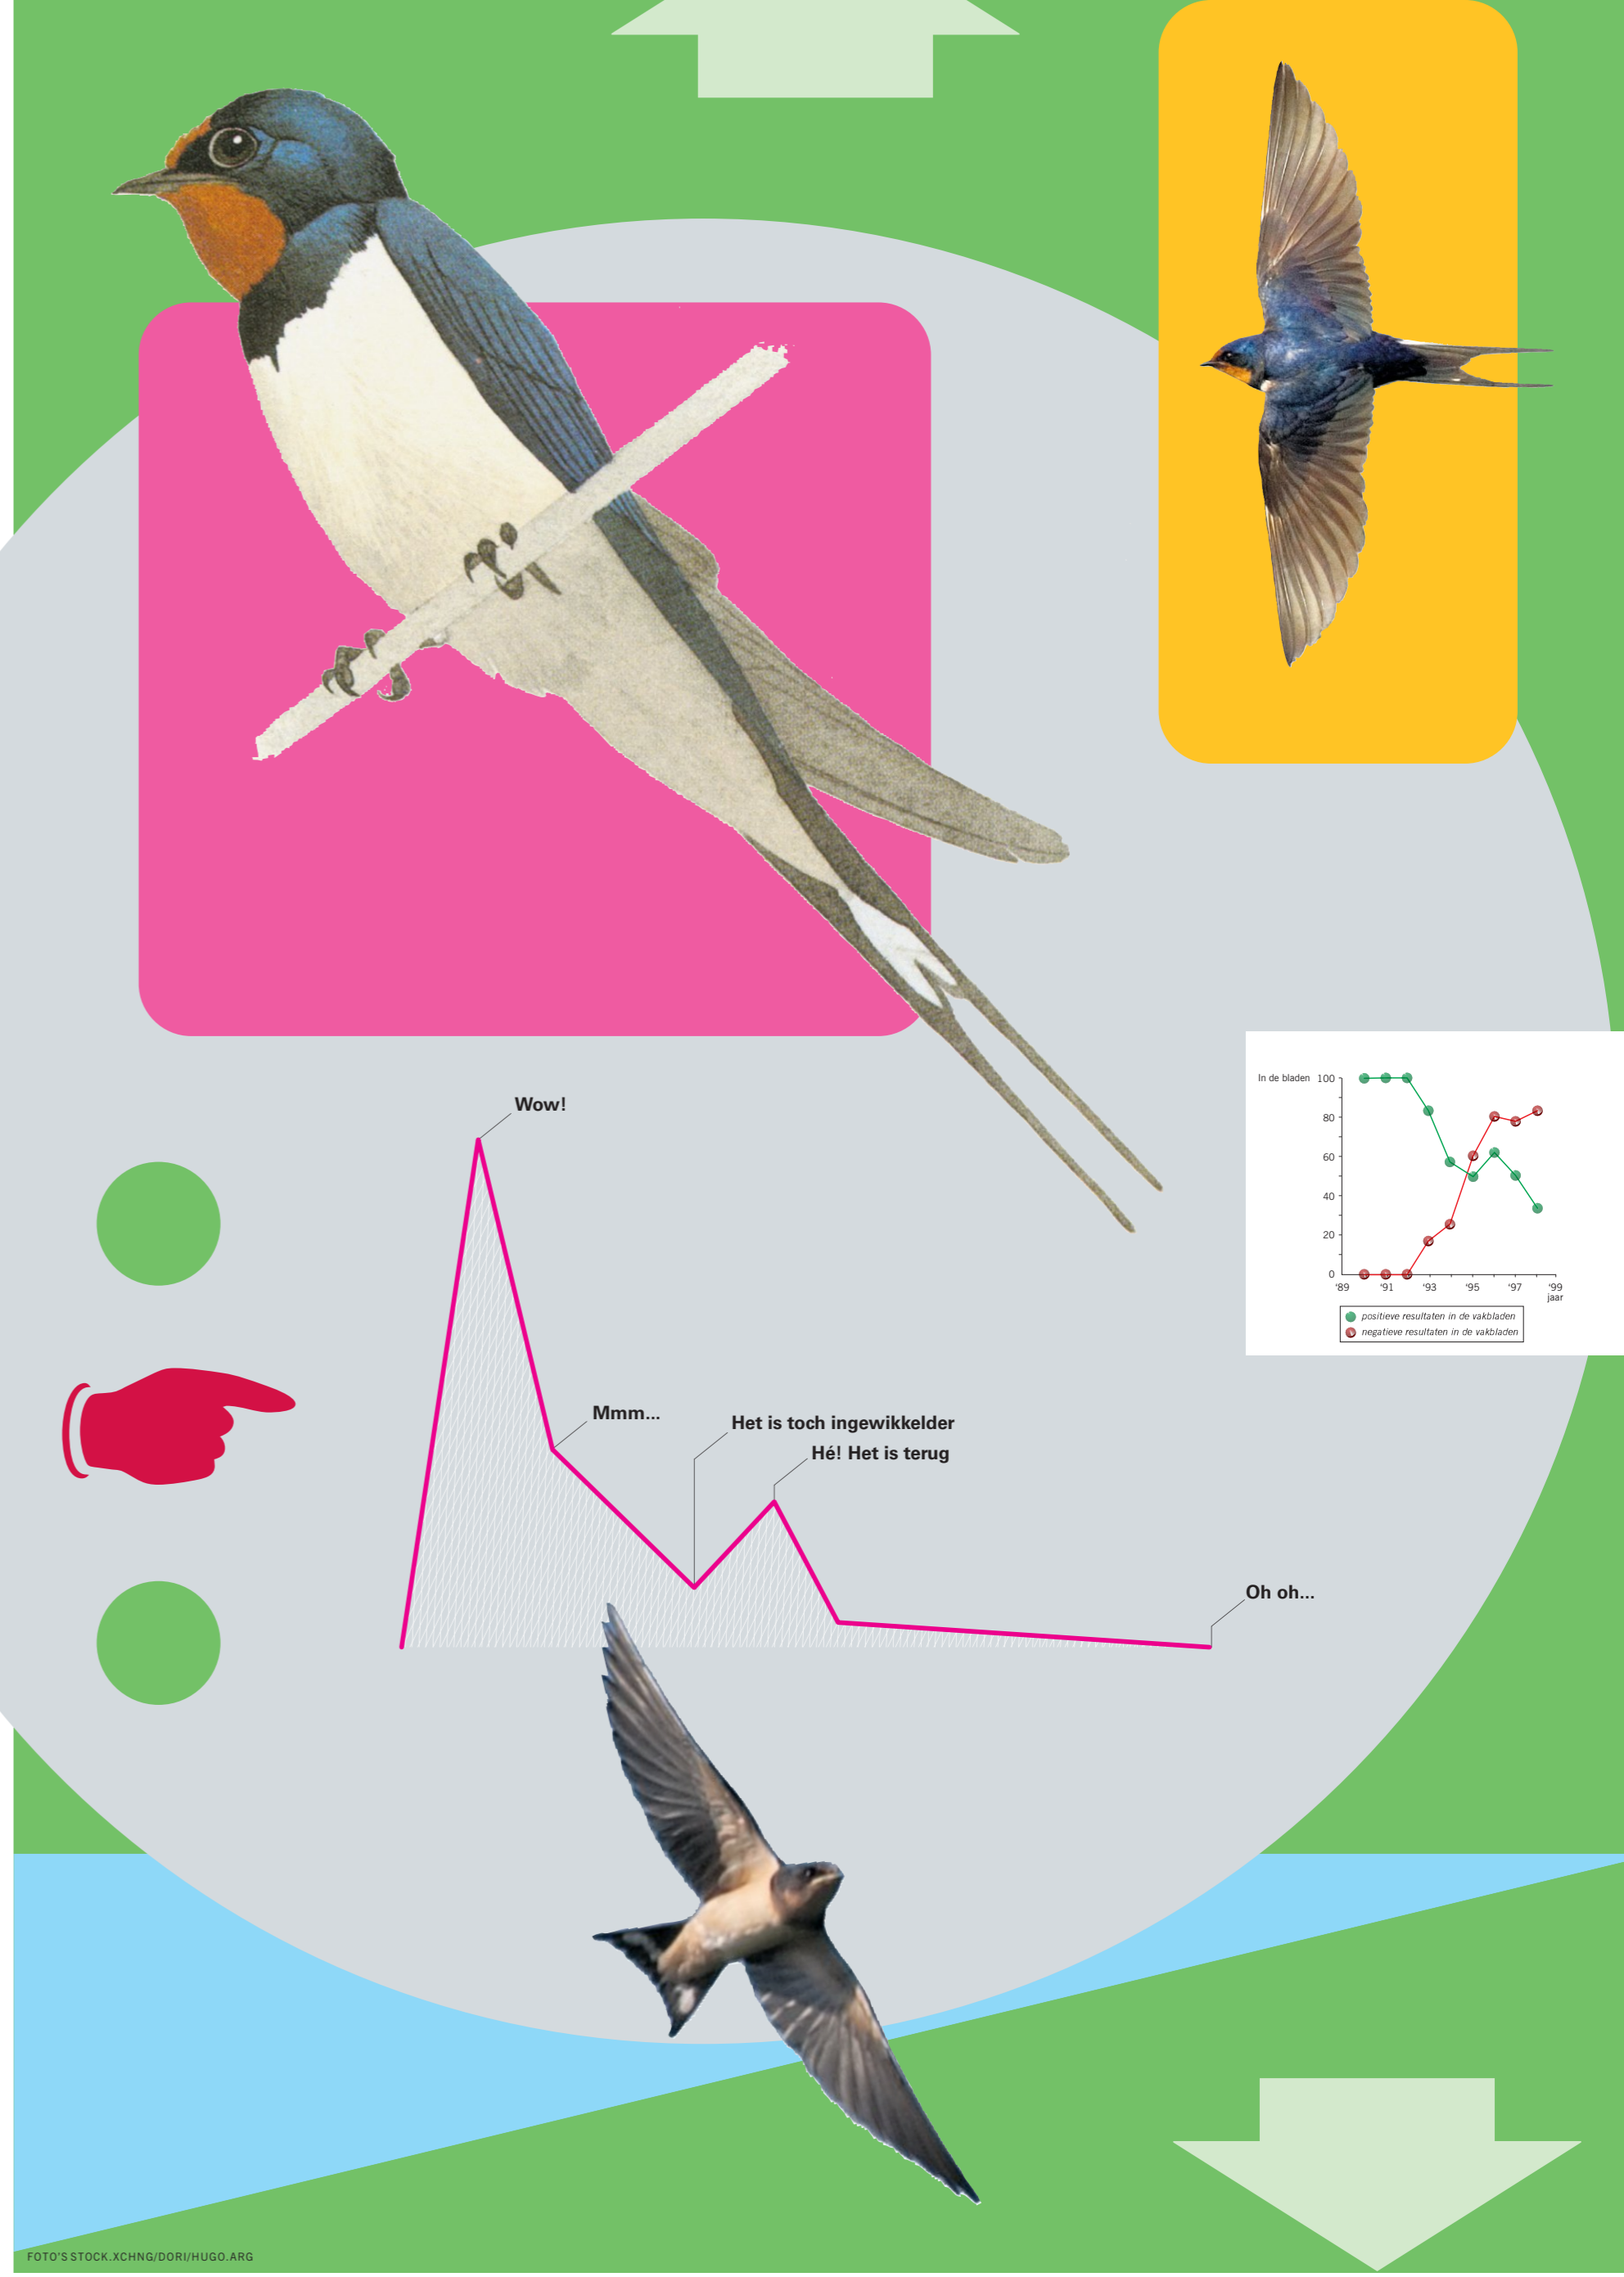 In de bladen
100
80
60
40
20
0
'89 '91 '93 '95 '97 '99
jaar
positieve resultaten in de vakbladen
negatieve resultaten in de vakbladen
Wow!
Mmm...
Het is toch ingewikkelder
Hé! Het is terug
Oh oh...
FOTO'S STOCK.XCHNG/DORI/HUGO.ARG